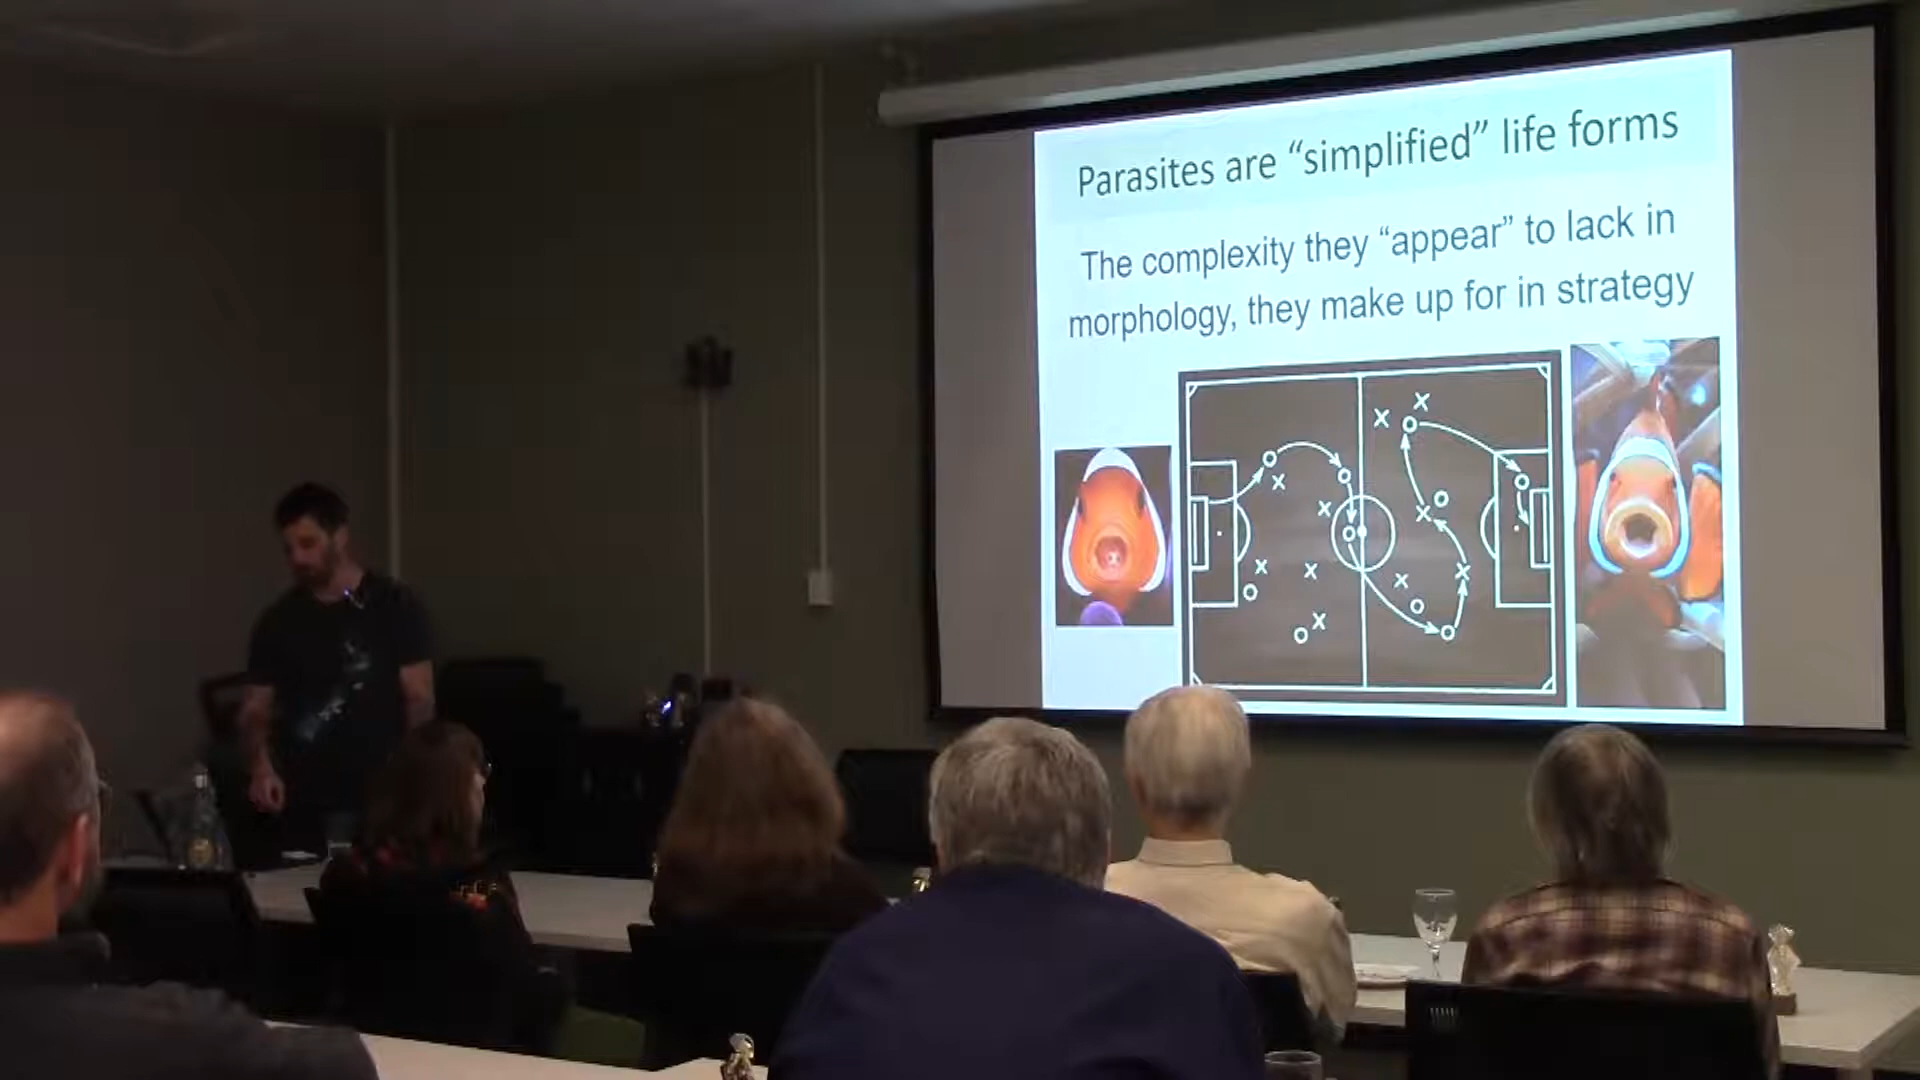 Parasites are “simplified” life forms
The complexity they “appear” to lack in
morphology, they make up for in strategy